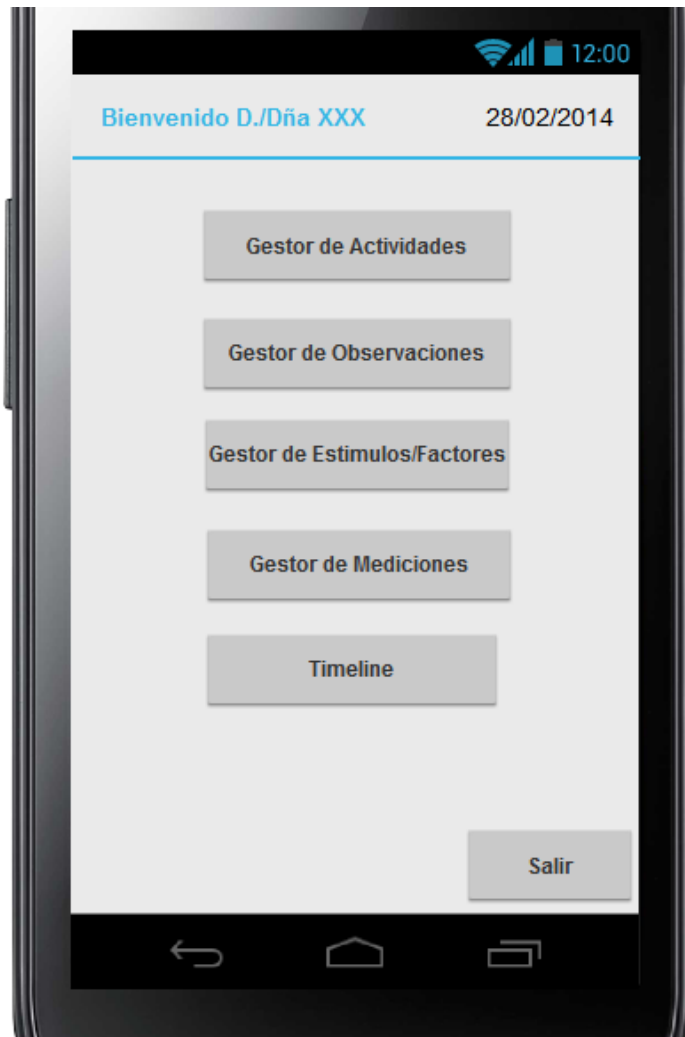 12:00
Bienvenido D./Dña XXX 28/02/2014
Gestor de Actividades
Gestor de Observaciones
Gestor de Estimulos/Factores
Gestor de Mediciones
Timeline
Salir